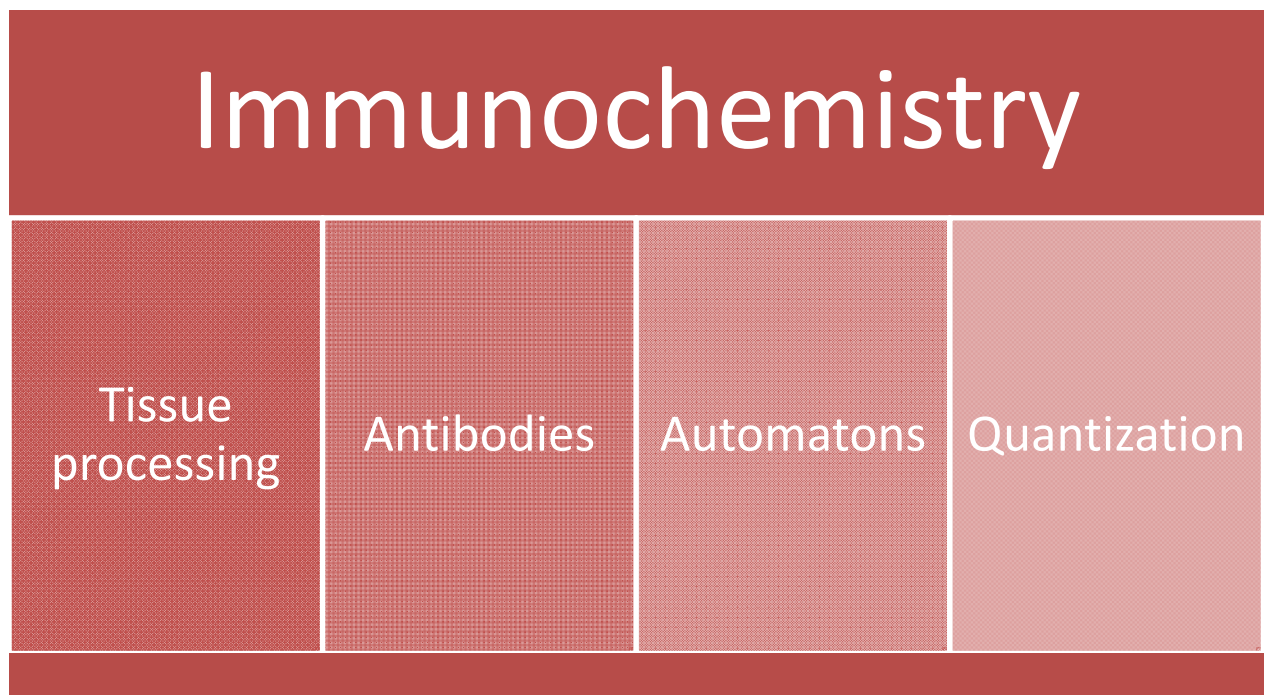 Immunochemistry
Tissue
processing
Antibodies
Automatons
Quantization